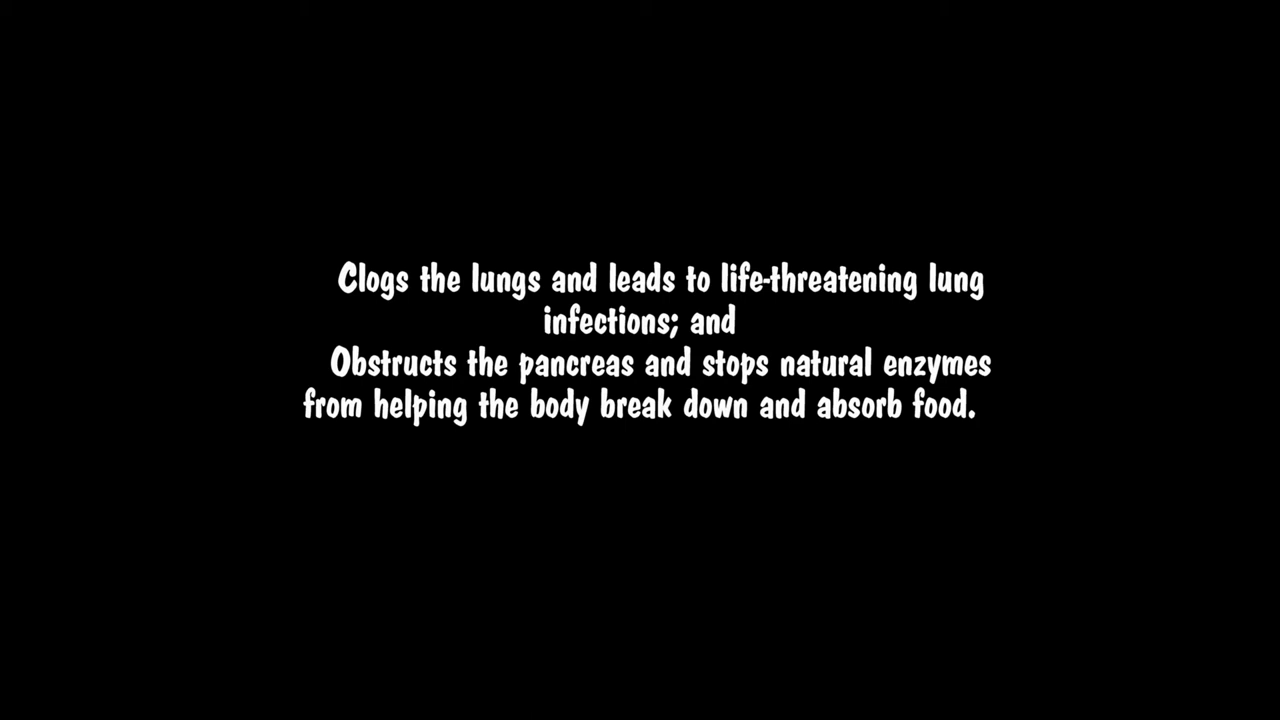 Clogs the lungs and leads to life-threatening lung
infections; and
Obstructs the pancreas and stops natural enzymes
from helping the body break down and absorb food.